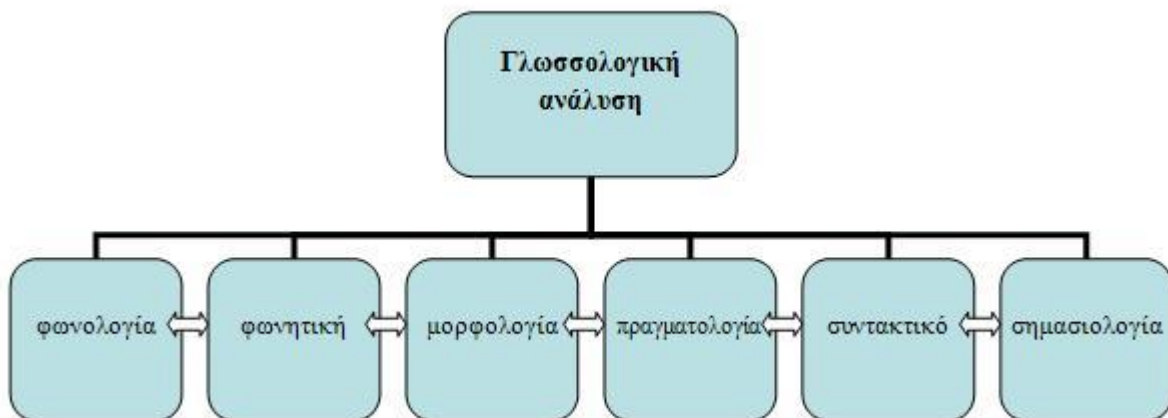 Γλωσσολογική
ανάλυση
φωνολογία
φωνητική
μορφολογία
πραγματολογία
συντακτικό
σημασιολογία